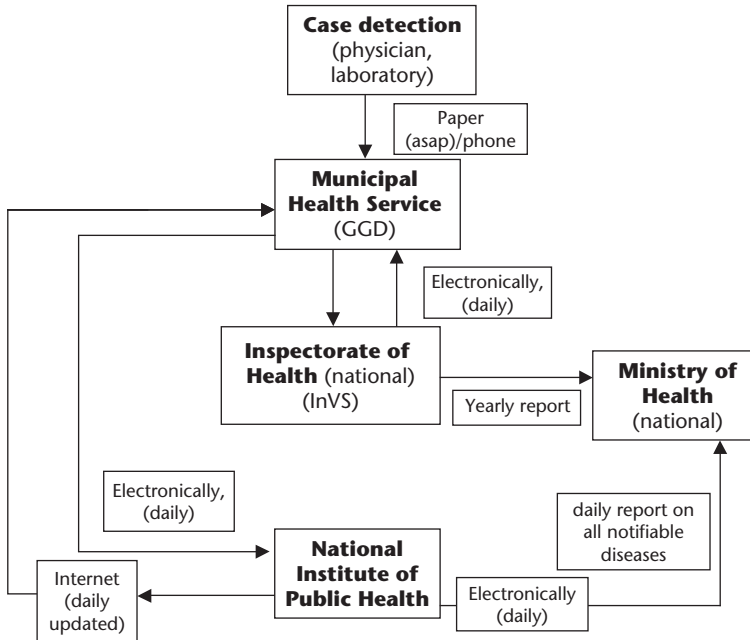 Case detection
(physician,
laboratory)
Paper
(asap)/phone
Municipal
Health Service
(GGD)
Electronically,
(daily)
Inspectorate of
Health (national)
(InVS)
Yearly report
Ministry of
Health
(national)
Electronically,
(daily)
daily report on
all notifiable
diseases
National
Institute of
Public Health
Internet
(daily
updated)
Electronically
(daily)